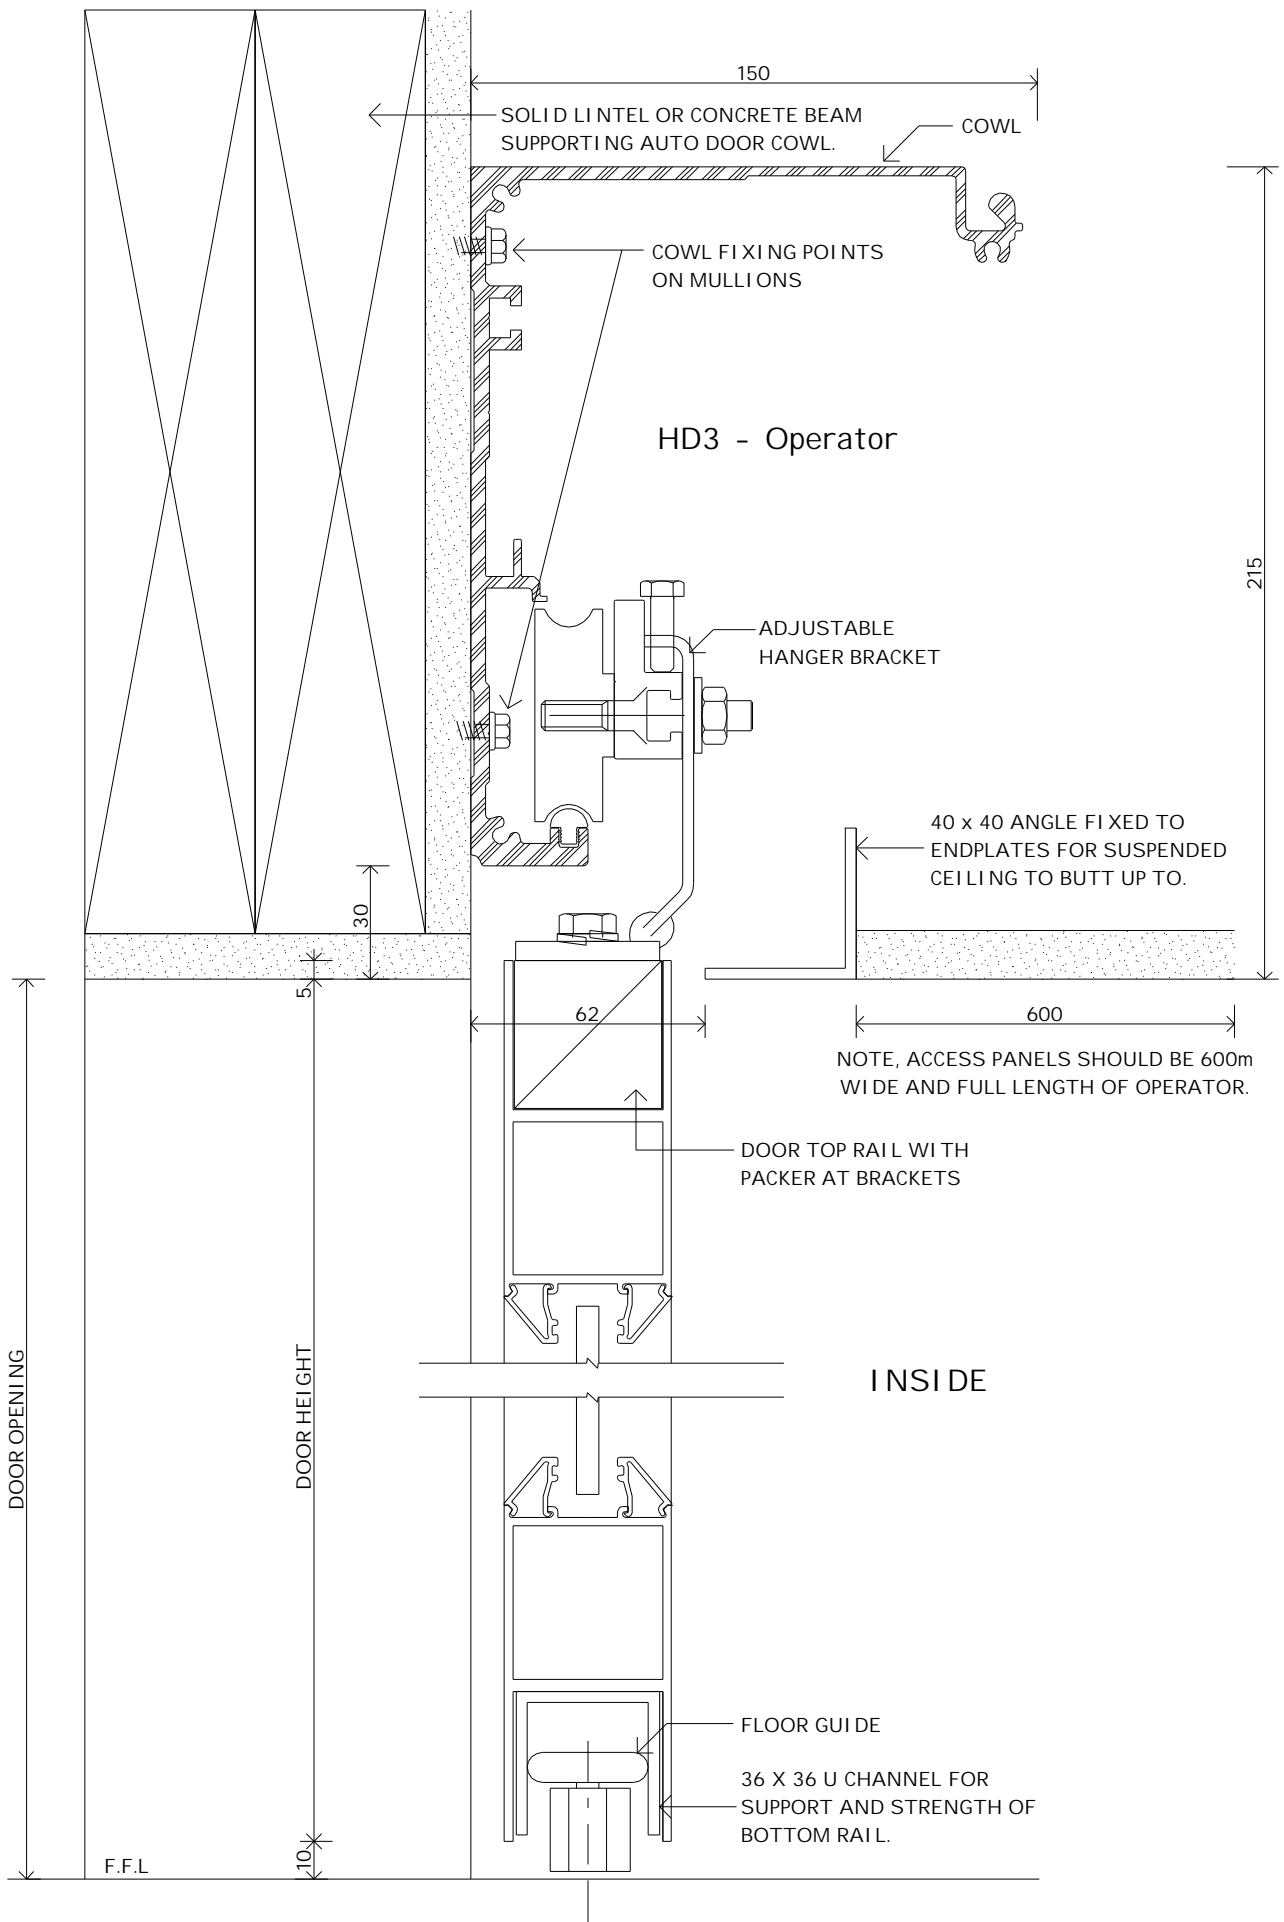 150
SOLID LINTEL OR CONCRETE BEAM
SUPPORTING AUTO DOOR COWL.
COWL
COWL FIXING POINTS
ON MULLIONS
HD3 - Operator
215
ADJUSTABLE
HANGER BRACKET
40 x 40 ANGLE FIXED TO
ENDPLATES FOR SUSPENDED
CEILING TO BUTT UP TO.
30
5
62
600
NOTE, ACCESS PANELS SHOULD BE 600m
WIDE AND FULL LENGTH OF OPERATOR.
DOOR TOP RAIL WITH
PACKER AT BRACKETS
DOOR OPENING
DOOR HEIGHT
INSIDE
FLOOR GUIDE
36 X 36 U CHANNEL FOR
SUPPORT AND STRENGTH OF
BOTTOM RAIL.
10
F.F.L